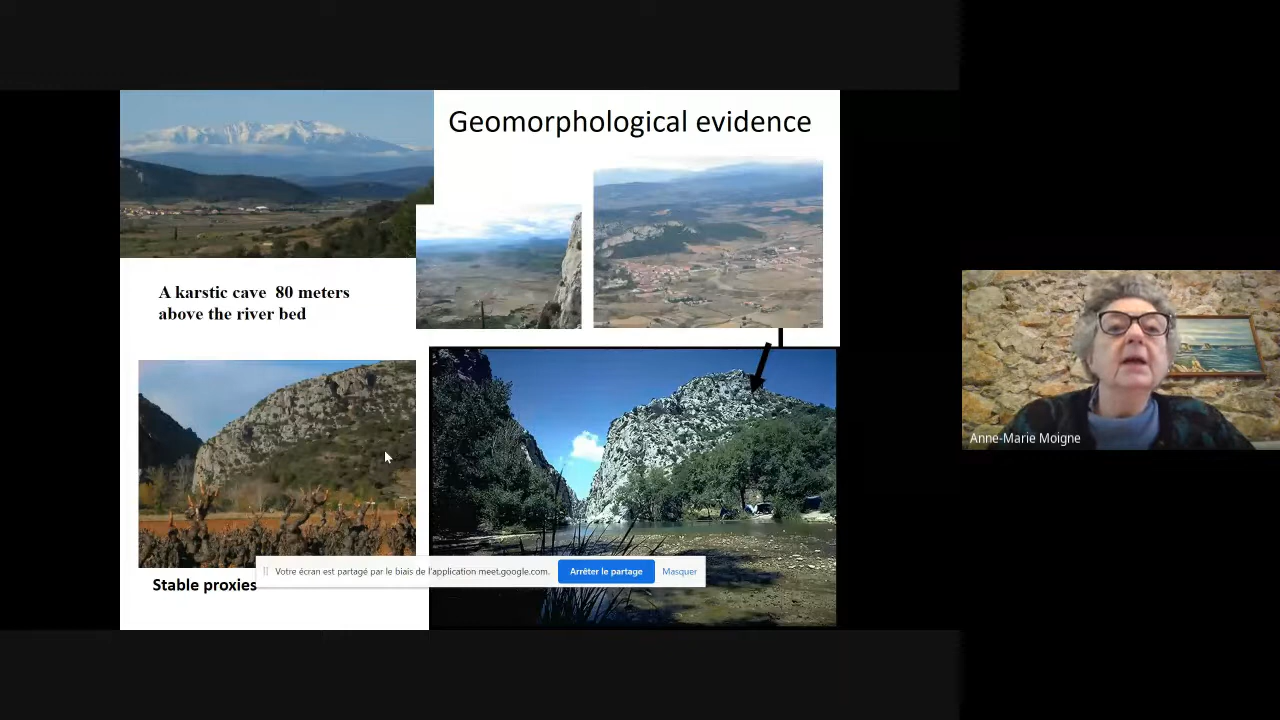 Geomorphological evidence
A karstic cave 80 meters
above the river bed
Stable proxies
Votre écran est partagé par le biais de l'application meet.google.com.
Arrêter le partage
Masquer
Anne-Marie Moigne